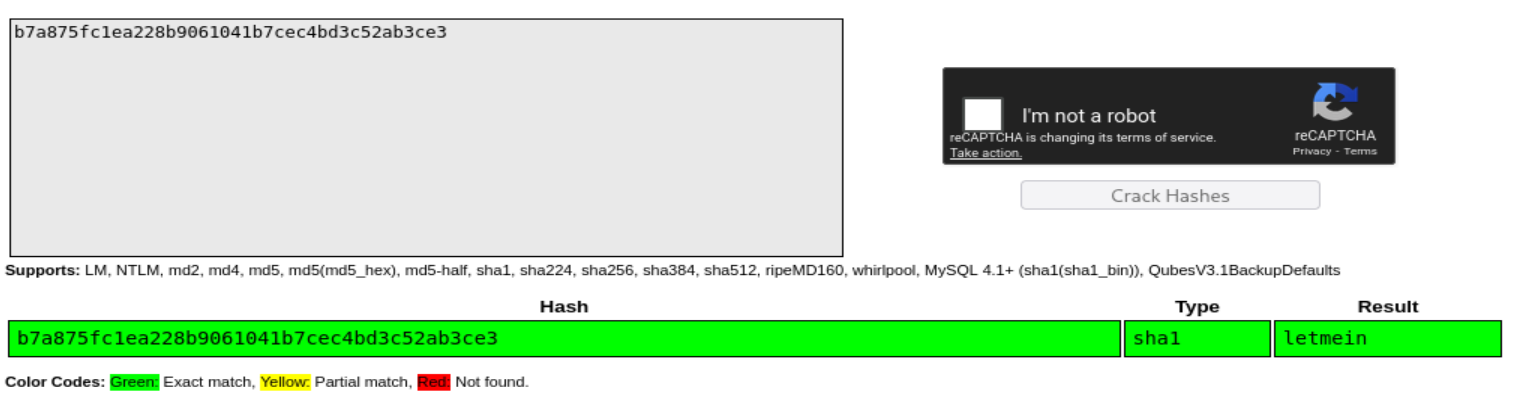 b7a875fc1ea228b9061041b7cec4bd3c52ab3ce3
I'm not a robot
reCAPTCHA is changing its terms of service.
Take action.
reCAPTCHA
Privacy - Terms
Crack Hashes
Supports: LM, NTLM, md2, md4, md5, md5(md5_hex), md5-half, sha1, sha224, sha256, sha384, sha512, ripeMD160, whirlpool, MySQL 4.1+ (sha1(sha1_bin)), QubesV3.1BackupDefaults
Hash Type Result
b7a875fc1ea228b9061041b7cec4bd3c52ab3ce3 sha1 letmein
Color Codes: Green: Exact match, Yellow: Partial match, Red: Not found.